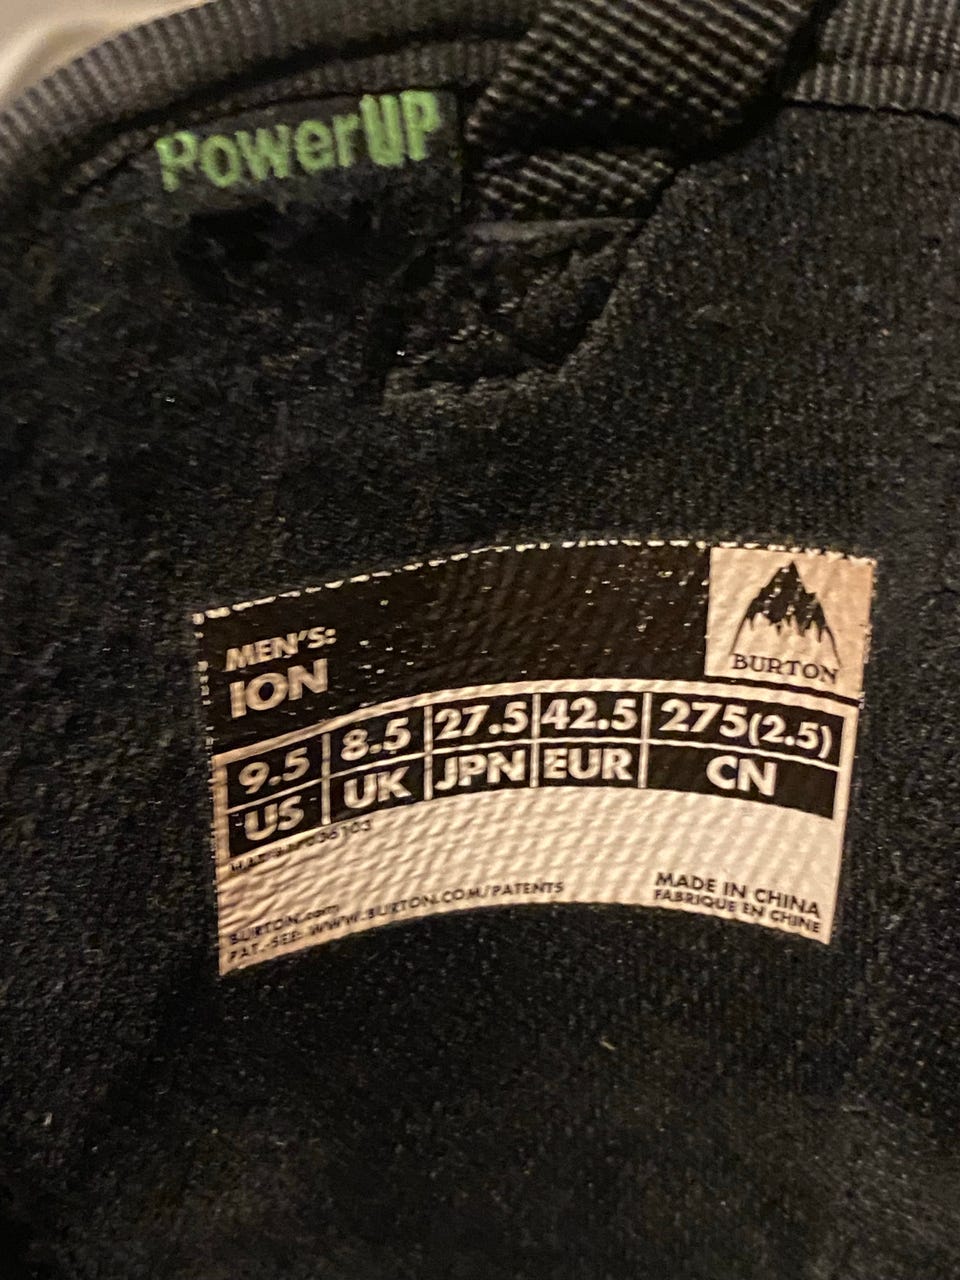 PowerUP
BURTON
MEN'S:
ION
9.5 8.5 27.5 42.5 275(2.5)
US UK JPN EUR CN
BURTON.com
PAT.-SEE: WWW.BURTON.COM/PATENTS
MADE IN CHINA
FABRIQUE EN CHINE